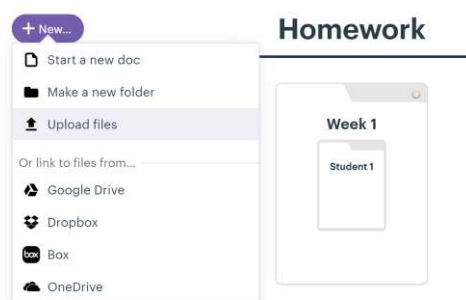 + New...
Start a new doc
Make a new folder
Upload files
Or link to files from...
Google Drive
Dropbox
box Box
OneDrive
Homework
Week 1
Student 1